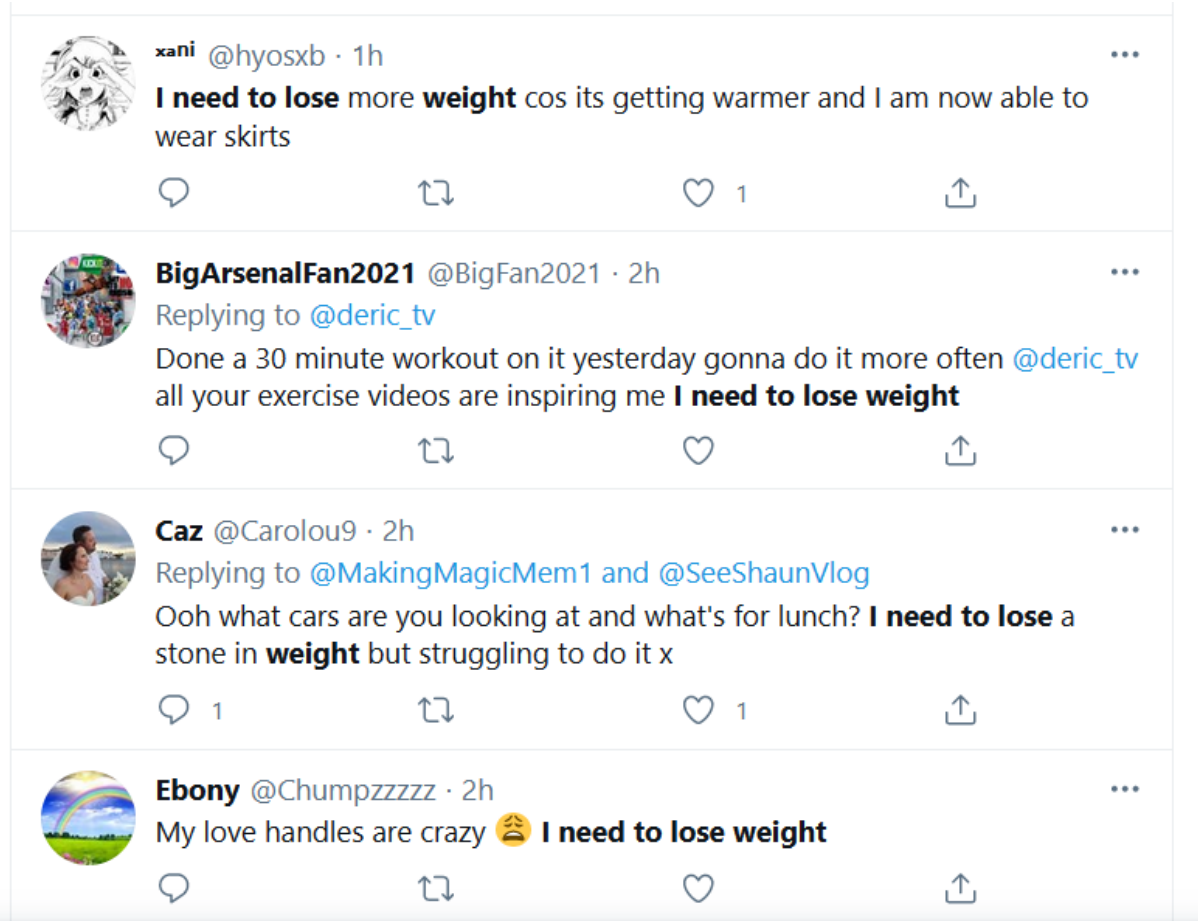 xani @hyosxb · 1h
I need to lose more weight cos its getting warmer and I am now able to
wear skirts
1
BigArsenalFan2021 @BigFan2021 · 2h
Replying to @deric_tv
Done a 30 minute workout on it yesterday gonna do it more often @deric_tv
all your exercise videos are inspiring me I need to lose weight
Caz @Carolou9 · 2h
Replying to @MakingMagicMem1 and @SeeShaunVlog
Ooh what cars are you looking at and what's for lunch? I need to lose a
stone in weight but struggling to do it x
1 1
Ebony @Chumpzzzzz · 2h
My love handles are crazy 😩 I need to lose weight